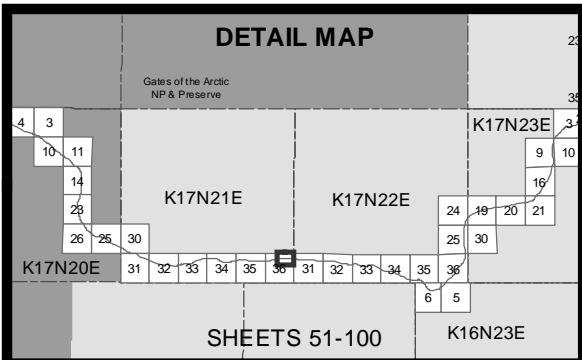 DETAIL MAP
23
Gates of the Arctic
NP & Preserve
35
4 3
K17N23E
3
10 11
9 10
14
16
K17N21E
K17N22E
23
24 19 20 21
26 25 30
25 30
K17N20E
31 32 33 34 35 36 31 32 33 34 35 36
6 5
SHEETS 51-100
K16N23E